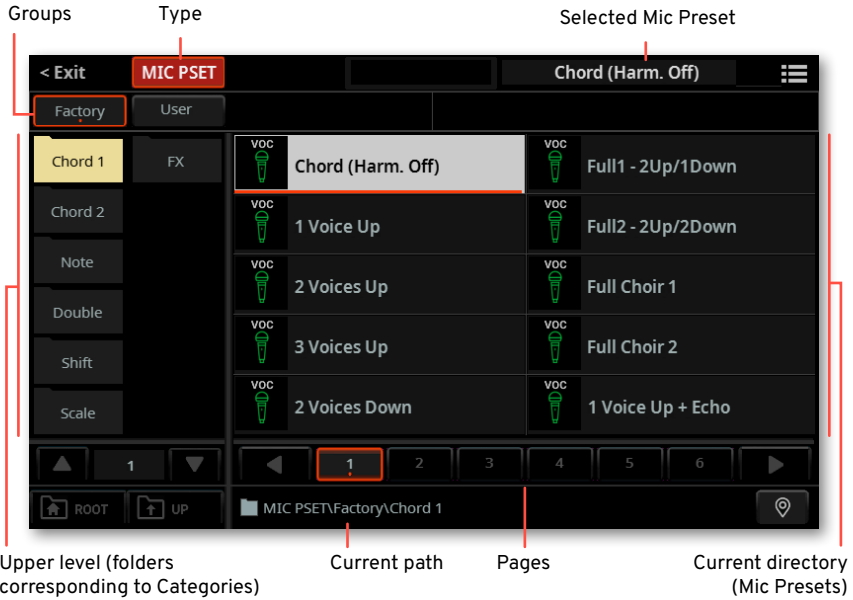 Groups
Type
Selected Mic Preset
< Exit
MIC PSET
Chord (Harm. Off)
Factory
User
Chord 1
FX
Chord 2
Note
Double
Shift
Scale
VOC
Chord (Harm. Off)
VOC
Full1 - 2Up/1Down
VOC
1 Voice Up
VOC
Full2 - 2Up/2Down
VOC
2 Voices Up
VOC
Full Choir 1
VOC
3 Voices Up
VOC
Full Choir 2
VOC
2 Voices Down
VOC
1 Voice Up + Echo
1
1
2
3
4
5
6
ROOT
UP
MIC PSET\Factory\Chord 1
Upper level (folders
corresponding to Categories)
Current path
Pages
Current directory
(Mic Presets)